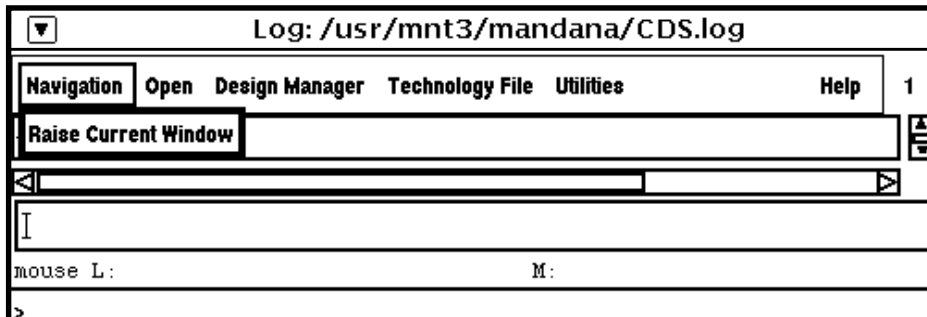 Log: /usr/mnt3/mandana/CDS.log
Navigation Open Design Manager Technology File Utilities Help 1
Raise Current Window
mouse L: M:
>